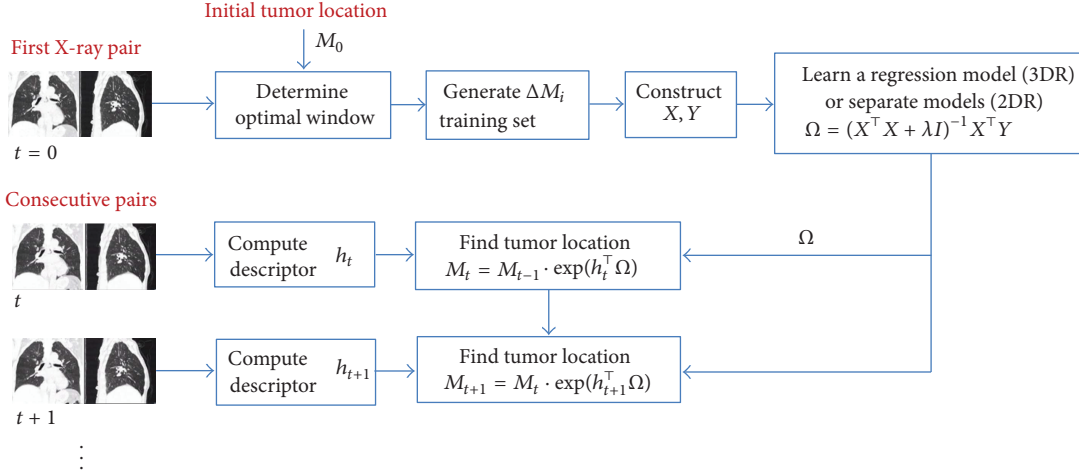 Initial tumor location
First X-ray pair
M₀
Determine
optimal window
Generate ΔMᵢ
training set
Construct
X, Y
Learn a regression model (3DR)
or separate models (2DR)
Ω = (X⊤X + λI)⁻¹X⊤Y
t = 0
Consecutive pairs
Compute
descriptor hₜ
Find tumor location
Mₜ = Mₜ₋₁ · exp(hₜ⊤Ω)
Ω
t
Compute
descriptor hₜ₊₁
Find tumor location
Mₜ₊₁ = Mₜ · exp(hₜ₊₁⊤Ω)
t + 1
⋮